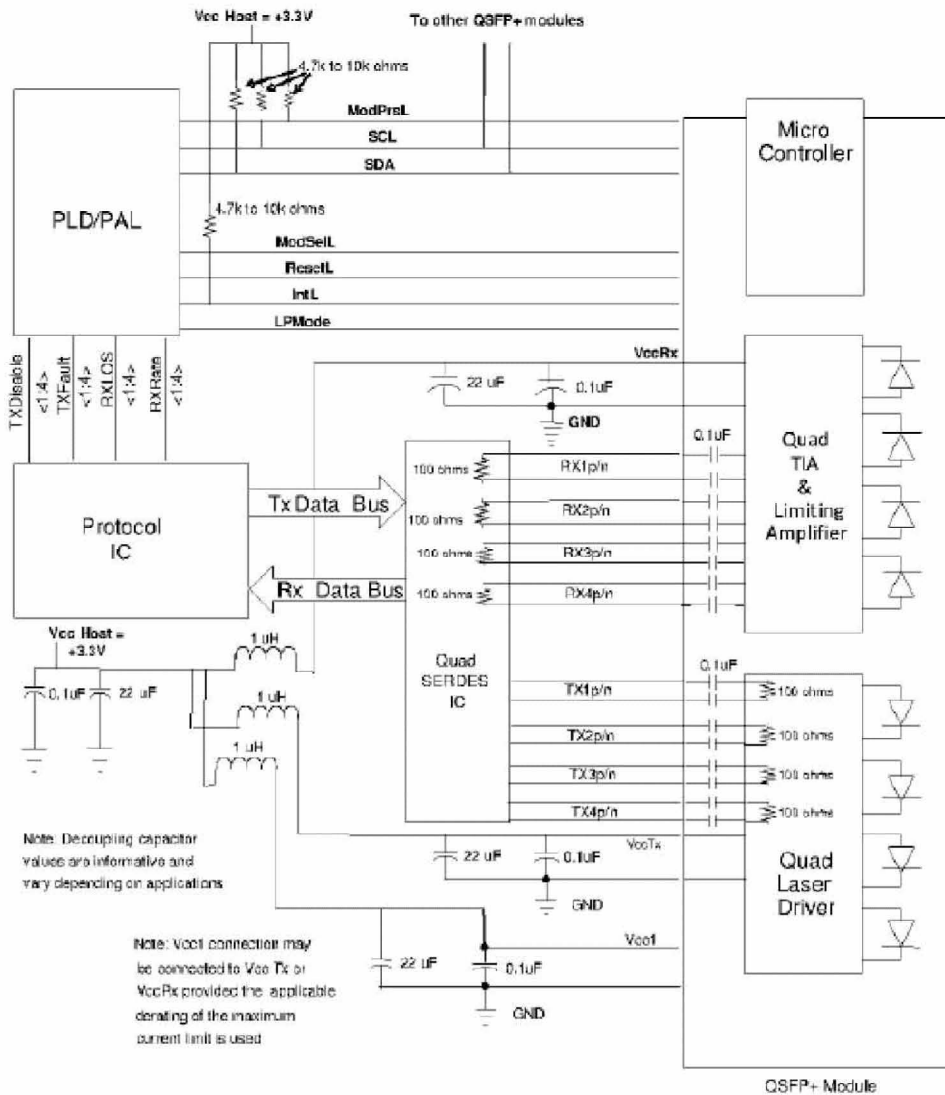 Vcc Host = +3.3V
To other QSFP+ modules
4.7k to 10k ohms
ModPrsL
SCL
SDA
Micro
Controller
PLD/PAL
4.7k to 10k ohms
ModSelL
ResetL
IntL
LPMode
TXDisable
<1:4>
TXFault
<1:4>
RXLOS
<1:4>
RXRate
<1:4>
VccRx
22 uF
0.1uF
GND
0.1uF
100 ohms
RX1p/n
Quad
TIA
&
Limiting
Amplifier
Tx Data Bus
100 ohms
RX2p/n
Protocol
IC
100 ohms
RX3p/n
Rx Data Bus
100 ohms
RX4p/n
Vcc Host =
+3.3V
1 uH
0.1uF
22 uF
1 uH
1 uH
Quad
SERDES
IC
0.1uF
TX1p/n
100 ohms
TX2p/n
100 ohms
TX3p/n
100 ohms
TX4p/n
100 ohms
Note: Decoupling capacitor
values are informative and
vary depending on applications
VccTx
22 uF
0.1uF
GND
Quad
Laser
Driver
Note: Vcc1 connection may
be connected to Vcc Tx or
VccRx provided the applicable
derating of the maximum
current limit is used
Vcc1
22 uF
0.1uF
GND
QSFP+ Module